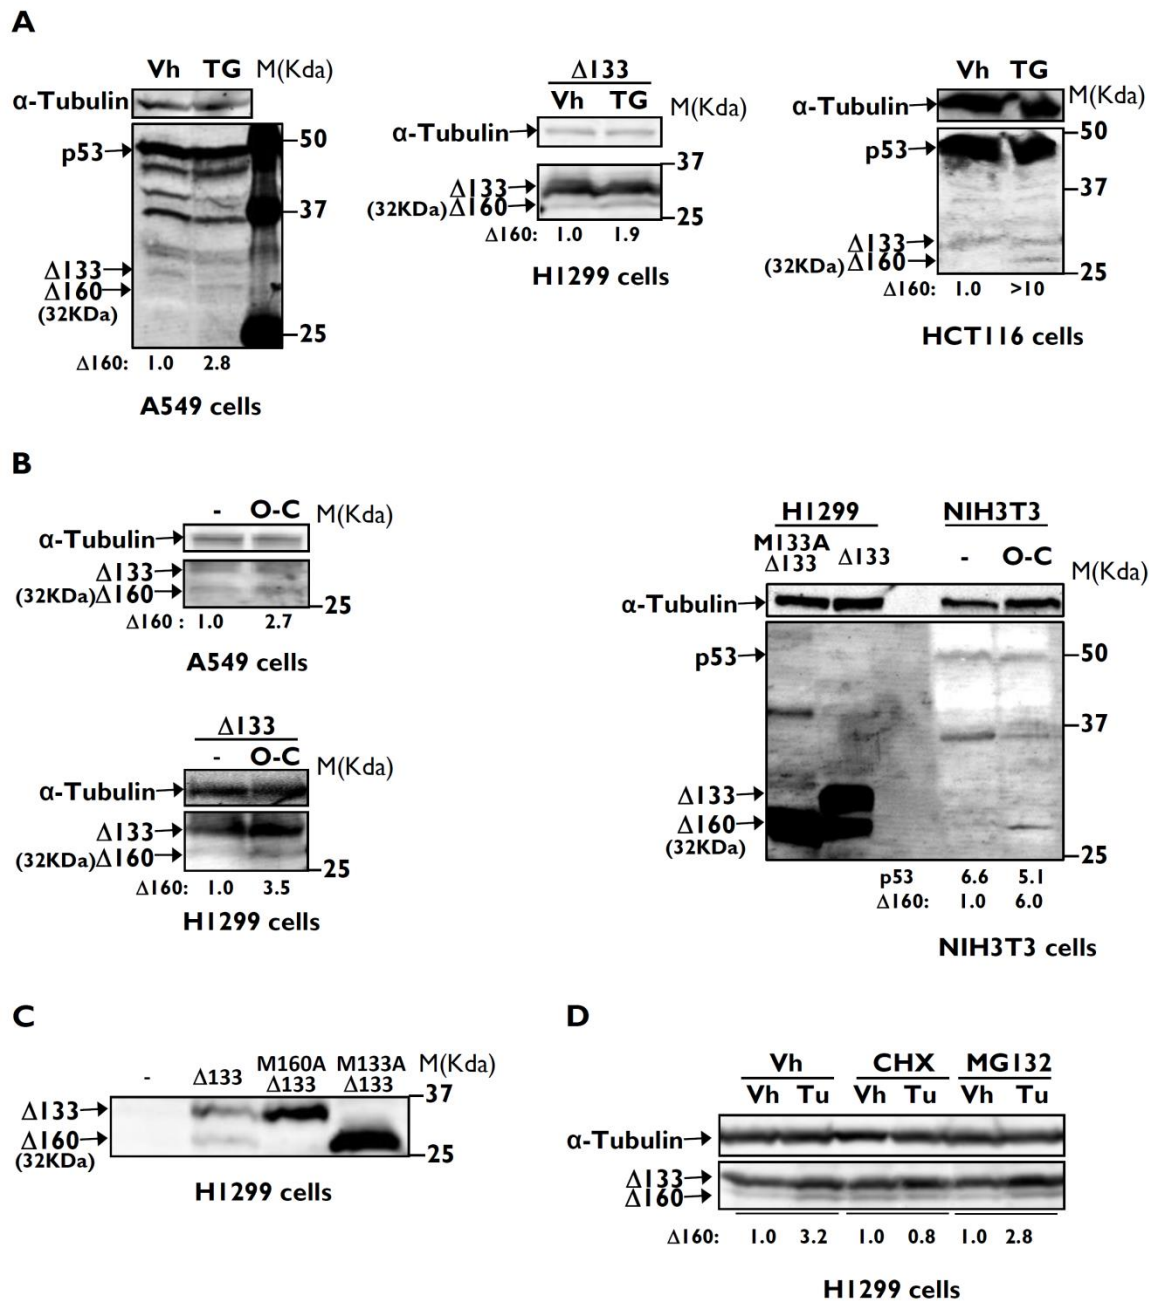 A
Vh TG M(Kda)
α-Tubulin
p53
50
37
Δ133
Δ160
(32KDa)
25
Δ160: 1.0 2.8
A549 cells
Δ133
Vh TG M(Kda)
α-Tubulin
37
Δ133
(32KDa)Δ160
25
Δ160: 1.0 1.9
H1299 cells
Vh TG M(Kda)
α-Tubulin
50
p53
37
Δ133
(32KDa)Δ160
25
Δ160: 1.0 >10
HCT116 cells
B
- O-C M(Kda)
α-Tubulin
Δ133
(32KDa)Δ160
25
Δ160 : 1.0 2.7
A549 cells
Δ133
- O-C M(Kda)
α-Tubulin
Δ133
(32KDa)Δ160
25
Δ160: 1.0 3.5
H1299 cells
H1299 NIH3T3
M133A
Δ133 Δ133 - O-C M(Kda)
α-Tubulin
p53
50
37
Δ133
Δ160
(32KDa)
25
p53 6.6 5.1
Δ160: 1.0 6.0
NIH3T3 cells
C
- Δ133 M160A Δ133 M133A Δ133 M(Kda)
37
Δ133
Δ160
(32KDa)
25
H1299 cells
D
Vh CHX MG132
Vh Tu Vh Tu Vh Tu
α-Tubulin
Δ133
Δ160
Δ160: 1.0 3.2 1.0 0.8 1.0 2.8
H1299 cells